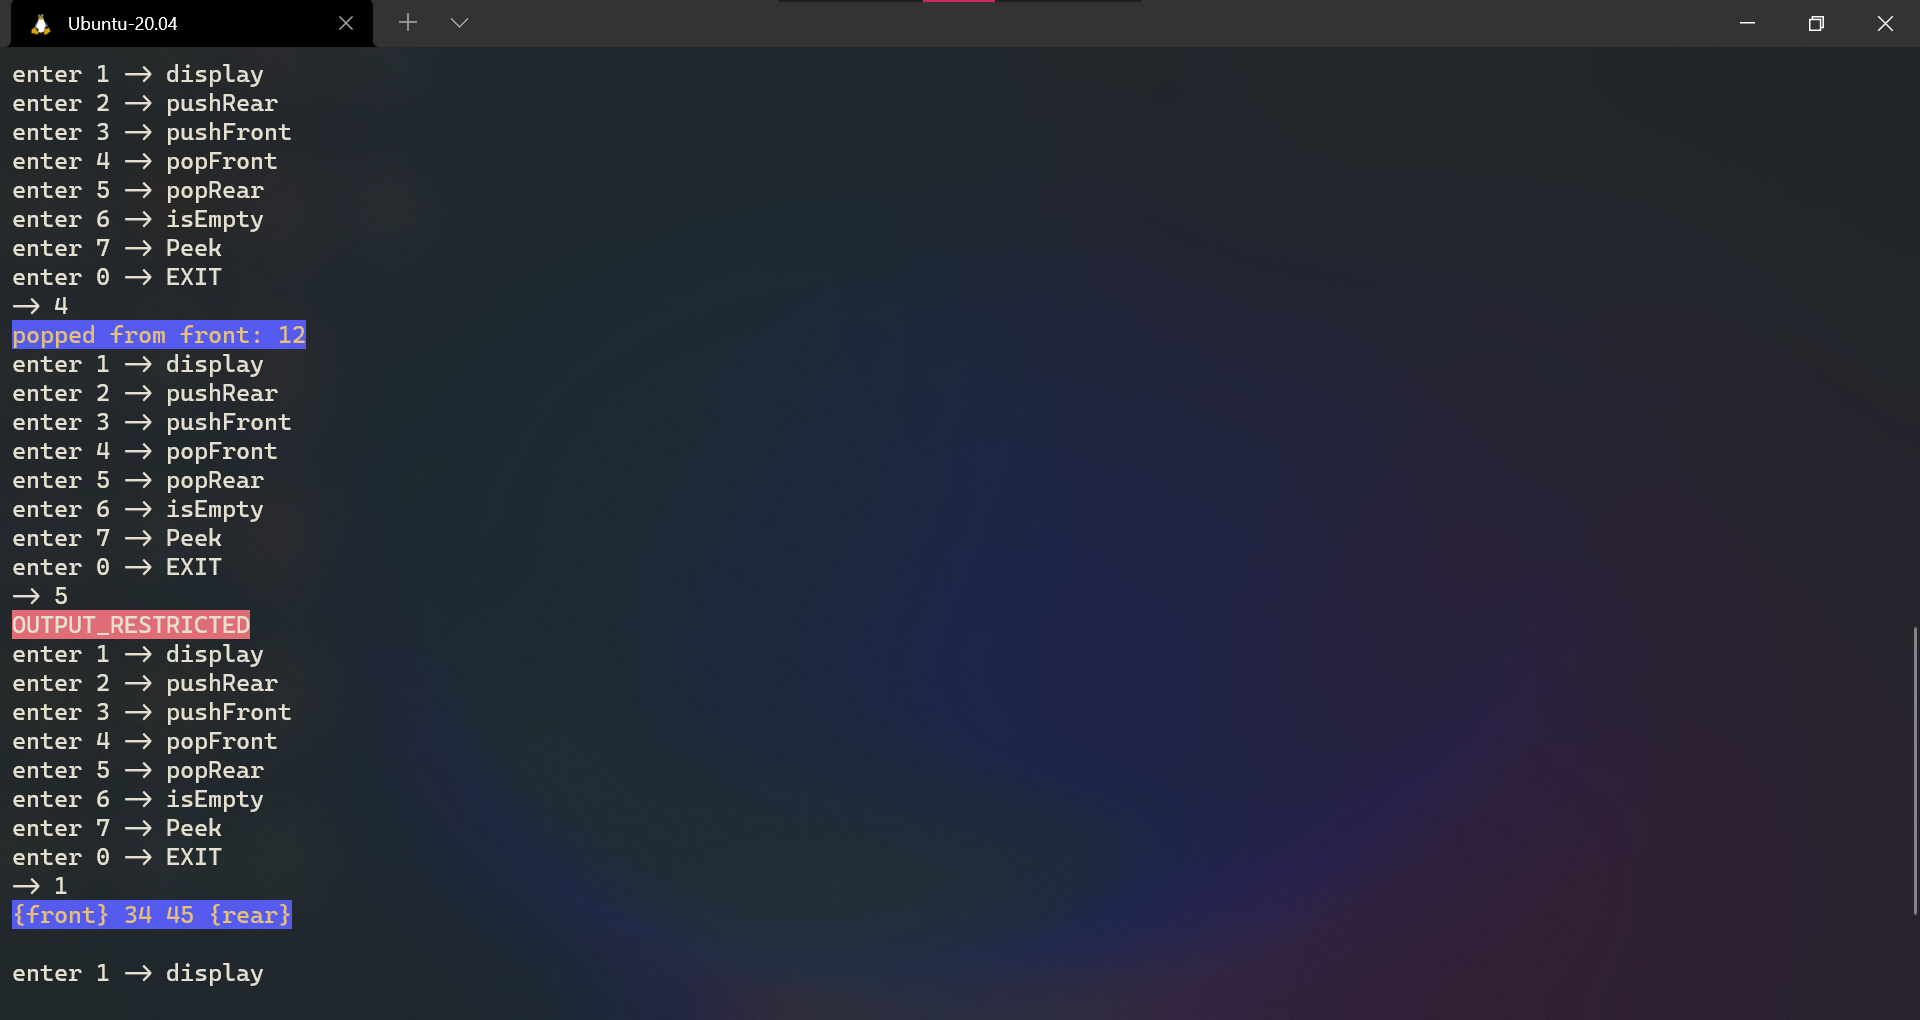 Ubuntu-20.04
enter 1 —> display
enter 2 —> pushRear
enter 3 —> pushFront
enter 4 —> popFront
enter 5 —> popRear
enter 6 —> isEmpty
enter 7 —> Peek
enter 0 —> EXIT
—> 4
popped from front: 12
enter 1 —> display
enter 2 —> pushRear
enter 3 —> pushFront
enter 4 —> popFront
enter 5 —> popRear
enter 6 —> isEmpty
enter 7 —> Peek
enter 0 —> EXIT
—> 5
OUTPUT_RESTRICTED
enter 1 —> display
enter 2 —> pushRear
enter 3 —> pushFront
enter 4 —> popFront
enter 5 —> popRear
enter 6 —> isEmpty
enter 7 —> Peek
enter 0 —> EXIT
—> 1
{front} 34 45 {rear}
enter 1 —> display